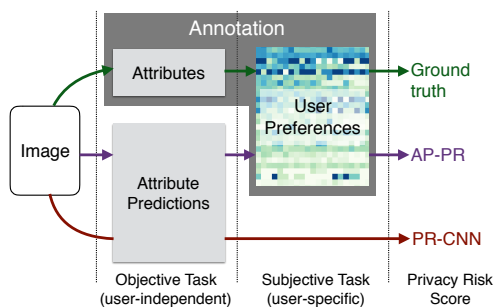 Annotation
Attributes
Ground
truth
User
Preferences
Image
Attribute
Predictions
AP-PR
PR-CNN
Objective Task
(user-independent)
Subjective Task
(user-specific)
Privacy Risk
Score